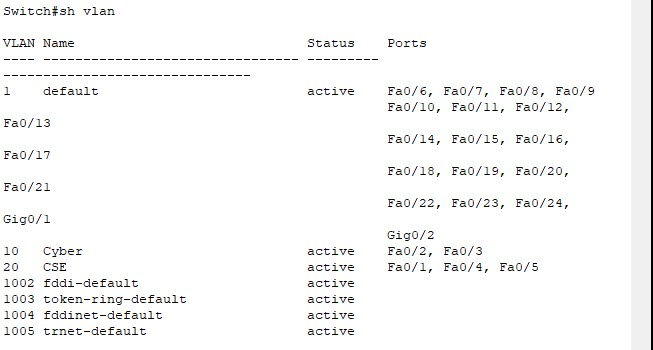 Switch#sh vlan
VLAN Name Status Ports
---- -------------------------------- --------- -------------------------------
1 default active Fa0/6, Fa0/7, Fa0/8, Fa0/9
Fa0/10, Fa0/11, Fa0/12,
Fa0/13
Fa0/14, Fa0/15, Fa0/16,
Fa0/17
Fa0/18, Fa0/19, Fa0/20,
Fa0/21
Fa0/22, Fa0/23, Fa0/24,
Gig0/1
Gig0/2
10 Cyber active Fa0/2, Fa0/3
20 CSE active Fa0/1, Fa0/4, Fa0/5
1002 fddi-default active
1003 token-ring-default active
1004 fddinet-default active
1005 trnet-default active